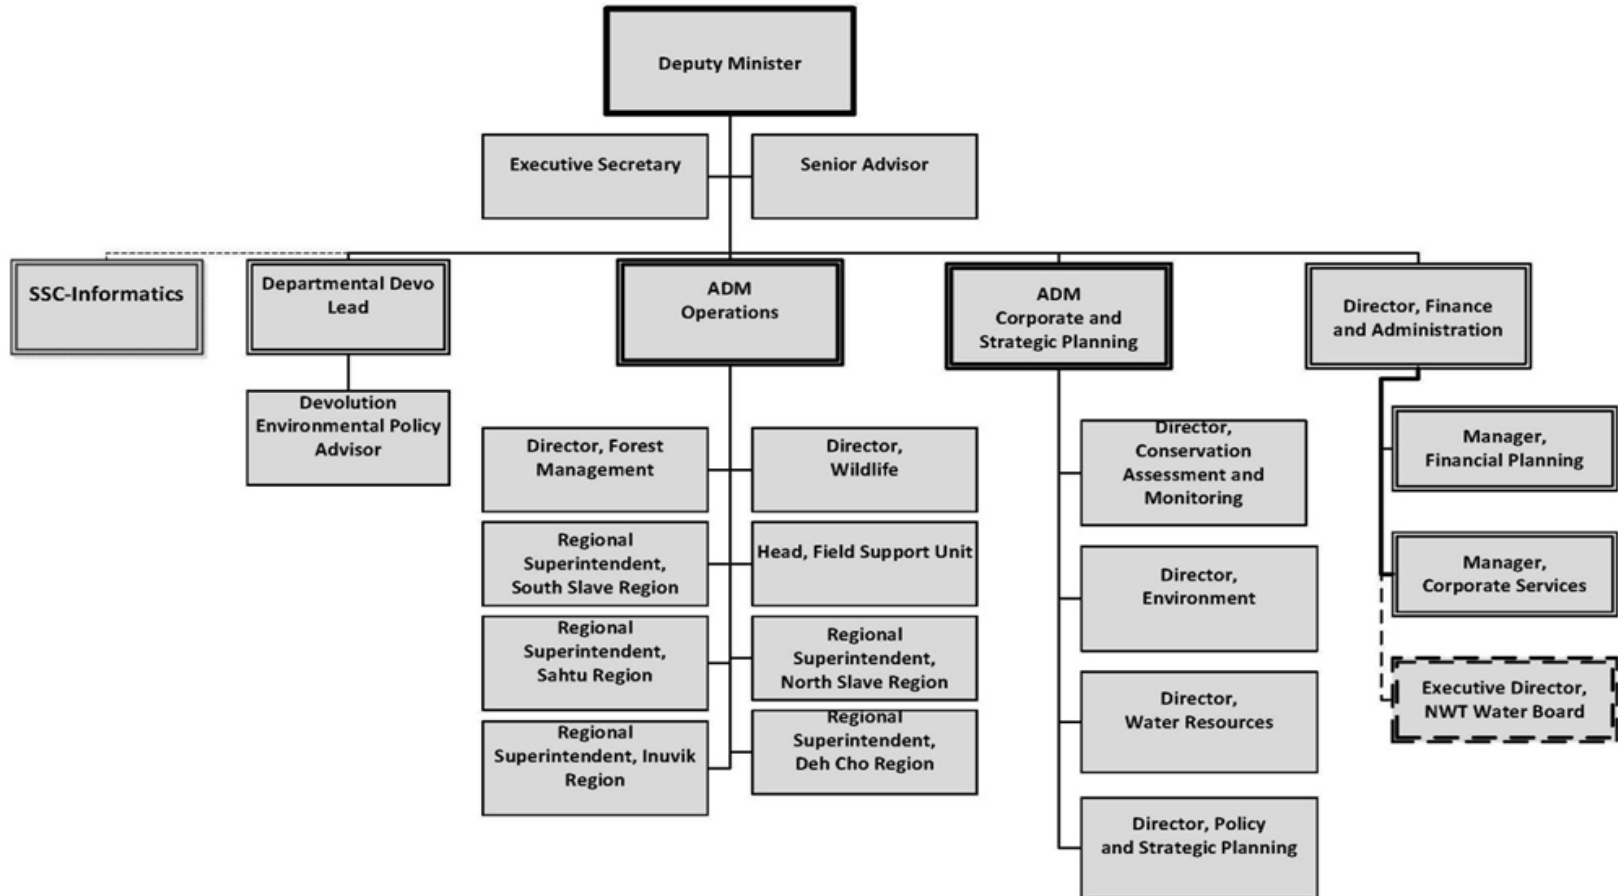 Deputy Minister
Executive Secretary
Senior Advisor
SSC-Informatics
Departmental Devo
Lead
ADM
Operations
ADM
Corporate and
Strategic Planning
Director, Finance
and Administration
Devolution
Environmental Policy
Advisor
Director, Forest
Management
Director,
Wildlife
Regional
Superintendent,
South Slave Region
Head, Field Support Unit
Regional
Superintendent,
Sahtu Region
Regional
Superintendent,
North Slave Region
Regional
Superintendent, Inuvik
Region
Regional
Superintendent,
Deh Cho Region
Director,
Conservation
Assessment and
Monitoring
Director,
Environment
Director,
Water Resources
Director, Policy
and Strategic Planning
Manager,
Financial Planning
Manager,
Corporate Services
Executive Director,
NWT Water Board